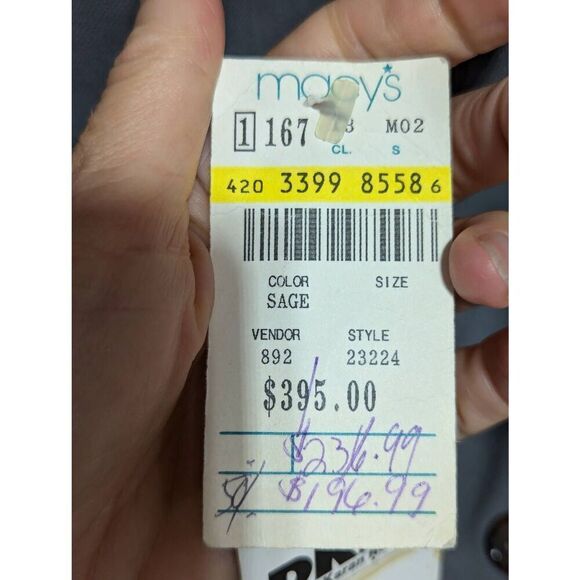 macy's
1 167 3 M02
CL. S
420 3399 8558 6
COLOR SIZE
SAGE
VENDOR STYLE
892 23224
$395.00
$236.99
$196.99
Karan